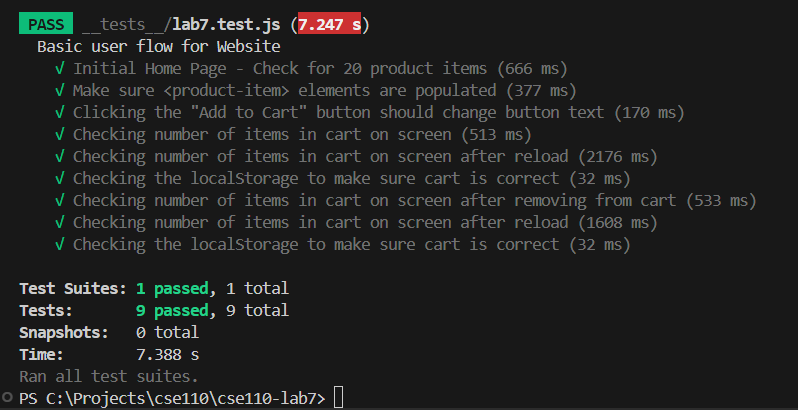 PASS __tests__/lab7.test.js (7.247 s)
Basic user flow for Website
√ Initial Home Page - Check for 20 product items (666 ms)
√ Make sure <product-item> elements are populated (377 ms)
√ Clicking the "Add to Cart" button should change button text (170 ms)
√ Checking number of items in cart on screen (513 ms)
√ Checking number of items in cart on screen after reload (2176 ms)
√ Checking the localStorage to make sure cart is correct (32 ms)
√ Checking number of items in cart on screen after removing from cart (533 ms)
√ Checking number of items in cart on screen after reload (1608 ms)
√ Checking the localStorage to make sure cart is correct (32 ms)
Test Suites: 1 passed, 1 total
Tests: 9 passed, 9 total
Snapshots: 0 total
Time: 7.388 s
Ran all test suites.
PS C:\Projects\cse110\cse110-lab7>